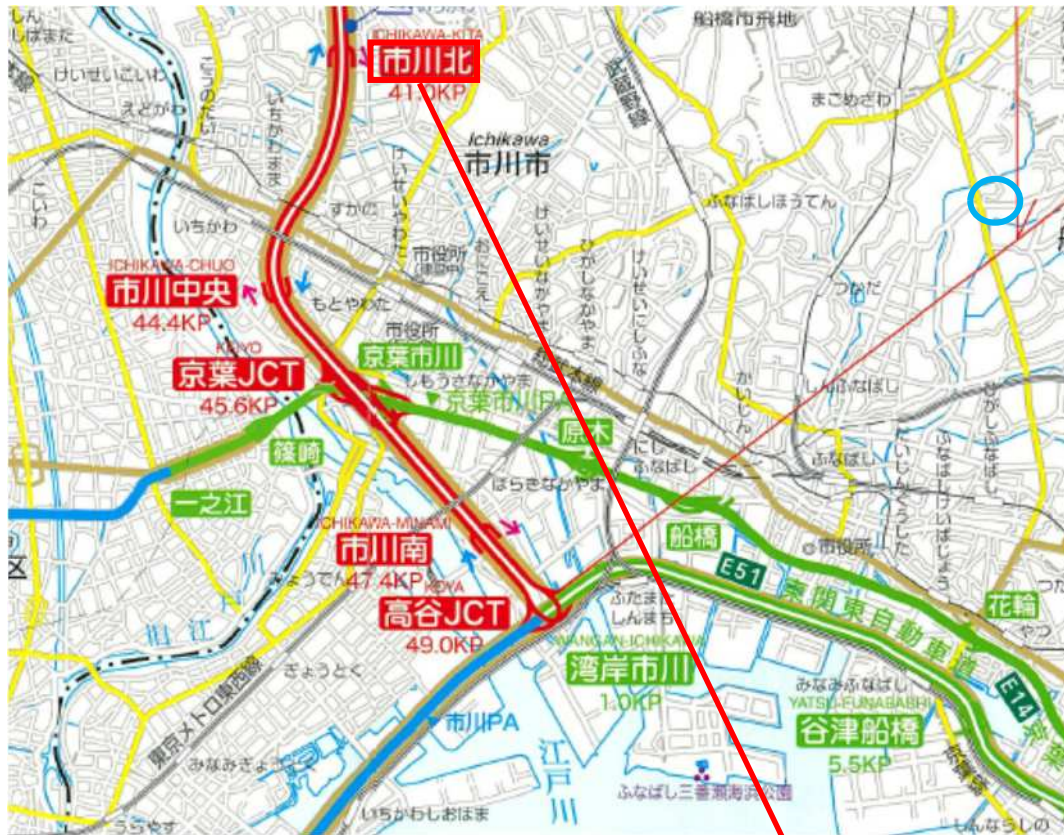 しばまた
けいせいこいわ
えどがわ
いちかわまま
ICHIKAWA-KITA
市川北
41.0KP
Ichikawa
市川市
武蔵野線
船橋市飛地
まごめざわ
ふなばしほうてん
こいわ
いちかわ
すがの
けいせいやわた
市役所
おにごえ
けいせいなかやま
ひがしなかやま
けいせいにしふな
つかだ
ICHIKAWA-CHUO
市川中央
44.4KP
もとやわた
市役所
京葉市川
KEIYO
京葉JCT
45.6KP
しもうさなかやま
京葉市川PA
原木
にし
ふなばし
かいじん
しんふなばし
ふなばし
だいじんぐうした
ふなばしけいばじょう
ひがしふなばし
篠崎
一之江
ばらきなかやま
船橋
市役所
E51
東関東自動車道
花輪
やつ
ICHIKAWA-MINAMI
市川南
47.4KP
KOYA
高谷JCT
49.0KP
みょうでん
ふたまた
しんまち
WANGAN-ICHIKAWA
湾岸市川
1.0KP
みなみふなばし
YATSU-FUNABASHI
谷津船橋
5.5KP
E14
京葉
区
旧江戸川
ぎょうとく
東京メトロ東西線
市川PA
江戸川
みなみぎょうとく
いちかわしおはま
ふなばし三番瀬海浜公園
うらやす
しんならしの